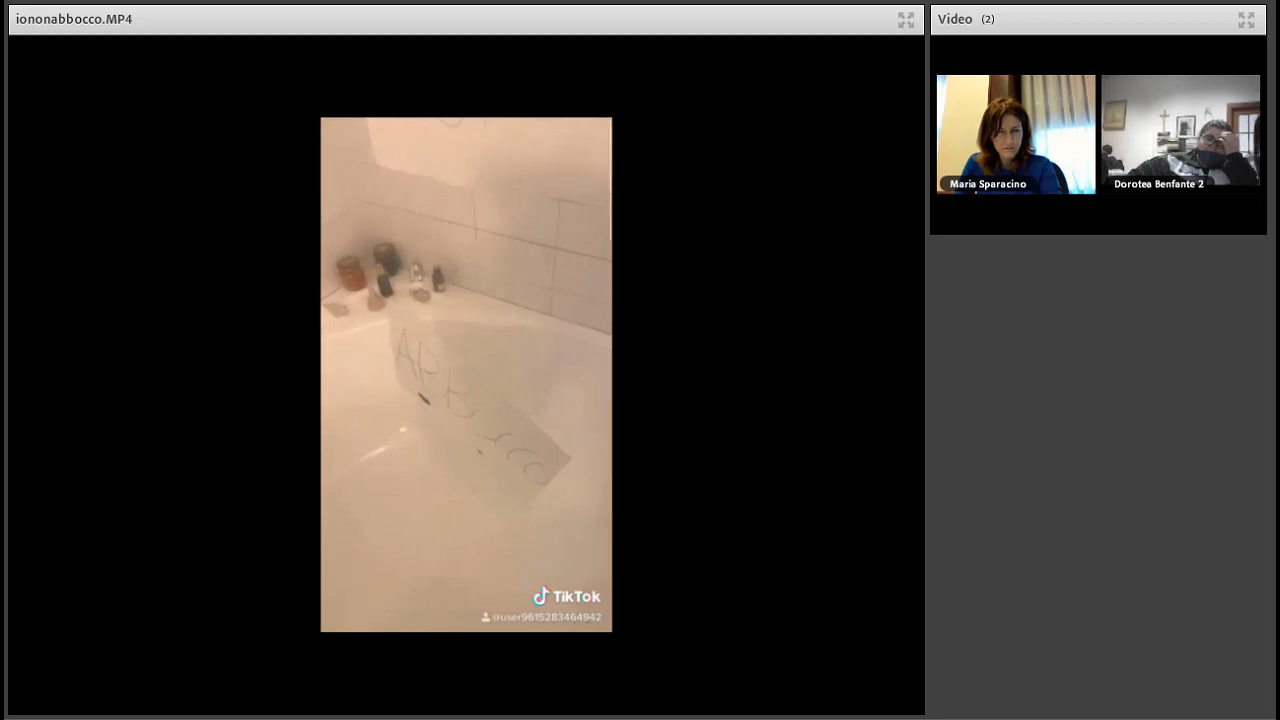 iononabbocco.MP4
Video (2)
Maria Sparacino
Dorotea Benfante 2
TikTok
@user9615283464942